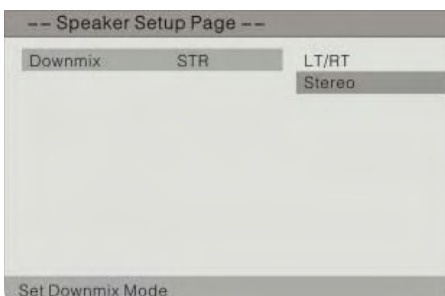 -- Speaker Setup Page --
Downmix STR LT/RT
Stereo
Set Downmix Mode